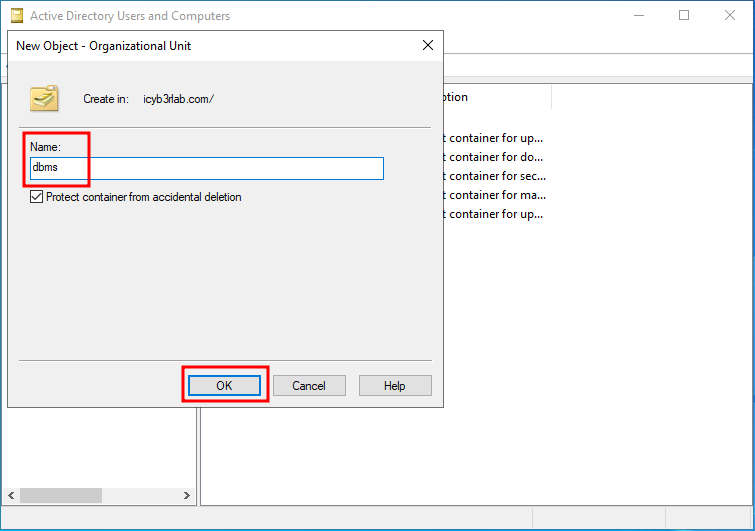 Active Directory Users and Computers
New Object - Organizational Unit
Create in: icyb3rlab.com/
Name:
dbms
Protect container from accidental deletion
OK Cancel Help
ption
t container for up...
t container for do...
t container for sec...
t container for ma...
t container for up...